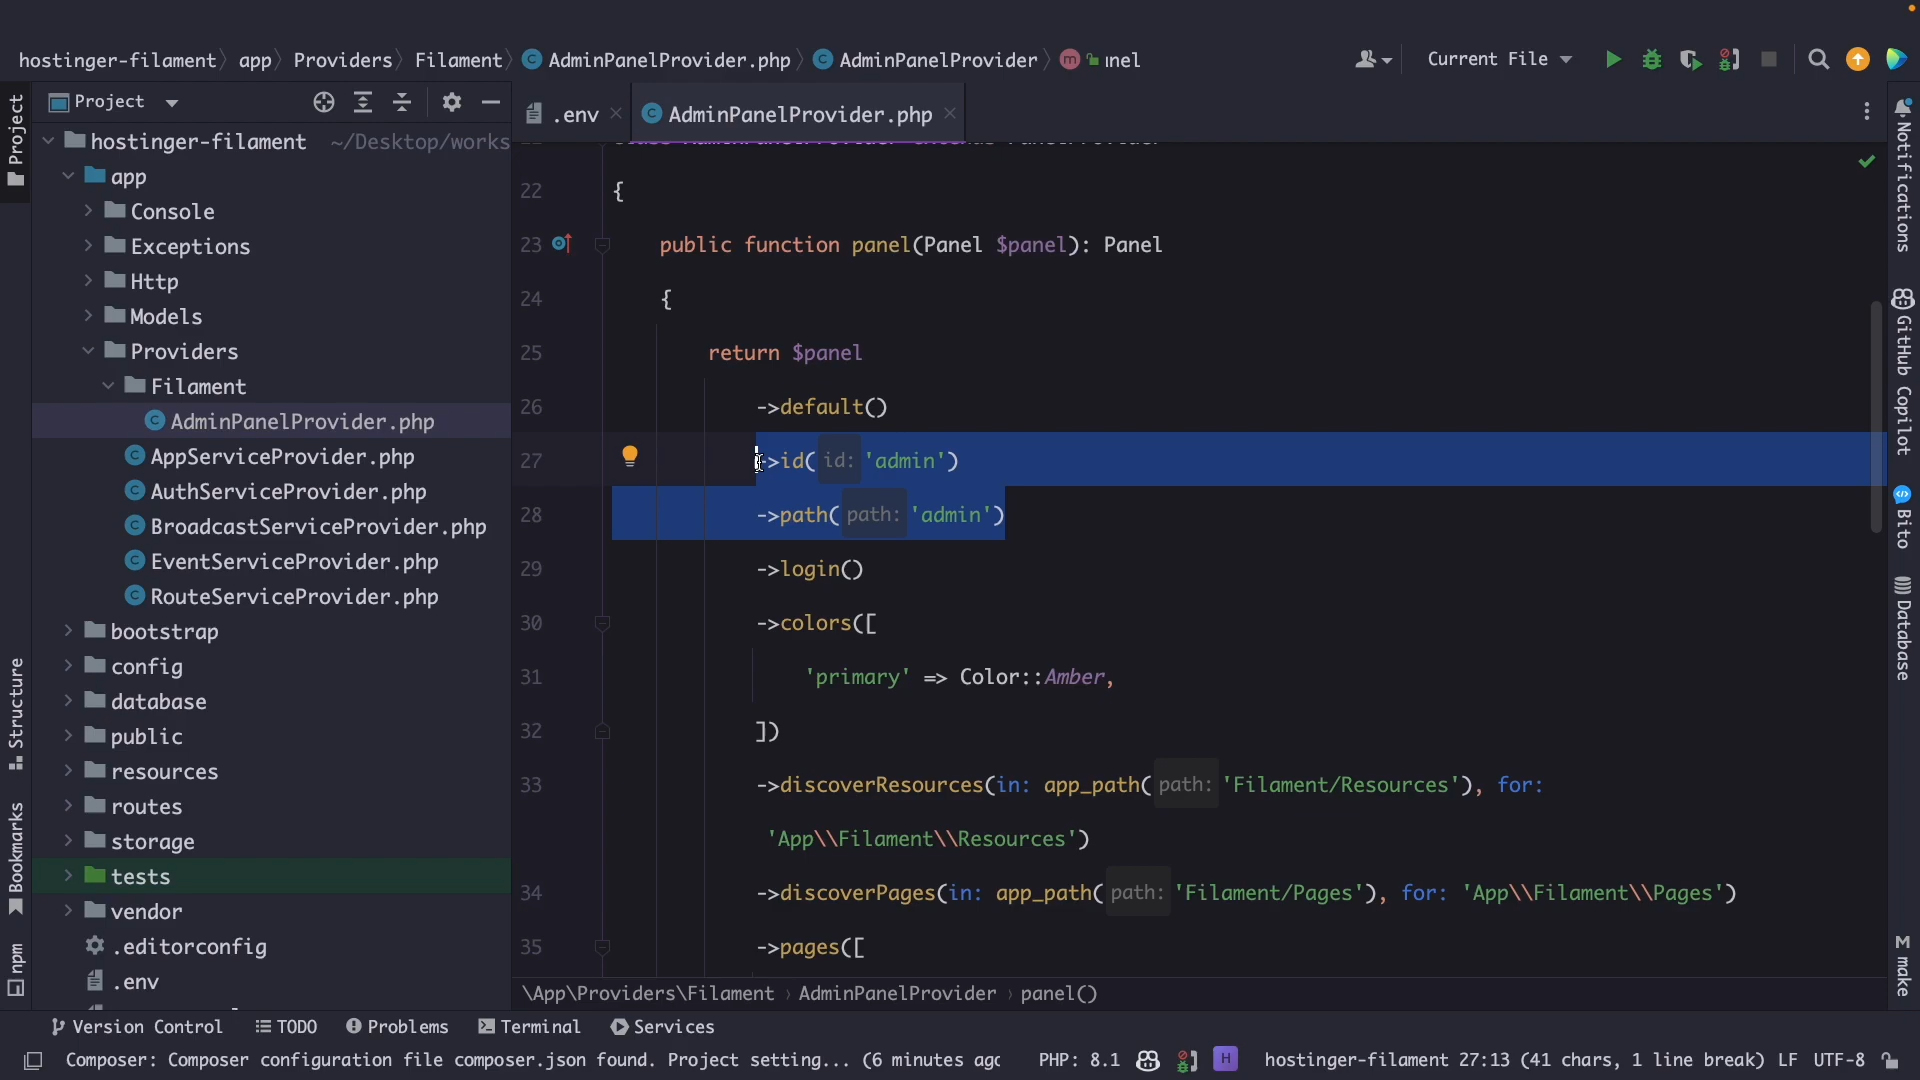 hostinger-filament app Providers Filament AdminPanelProvider.php AdminPanelProvider m inel
Current File
Project
.env
AdminPanelProvider.php
hostinger-filament ~/Desktop/works
app
Console
Exceptions
Http
Models
Providers
Filament
AdminPanelProvider.php
AppServiceProvider.php
AuthServiceProvider.php
BroadcastServiceProvider.php
EventServiceProvider.php
RouteServiceProvider.php
bootstrap
config
database
public
resources
routes
storage
tests
vendor
.editorconfig
.env
22 {
23 public function panel(Panel $panel): Panel
24 {
25 return $panel
26 ->default()
27 ->id( id: 'admin')
28 ->path( path: 'admin')
29 ->login()
30 ->colors([
31 'primary' => Color::Amber,
32 ])
33 ->discoverResources(in: app_path( path: 'Filament/Resources'), for:
'App\\Filament\\Resources')
34 ->discoverPages(in: app_path( path: 'Filament/Pages'), for: 'App\\Filament\\Pages')
35 ->pages([
\App\Providers\Filament › AdminPanelProvider › panel()
Project
Structure
Bookmarks
npm
Notifications
GitHub Copilot
Bito
Database
M make
Version Control TODO Problems Terminal Services
Composer: Composer configuration file composer.json found. Project setting... (6 minutes ago PHP: 8.1 H hostinger-filament 27:13 (41 chars, 1 line break) LF UTF-8